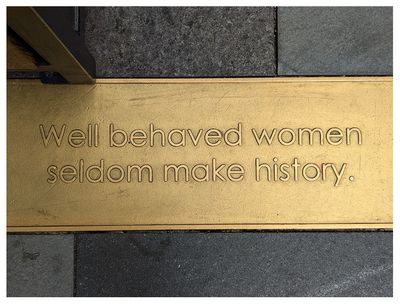 Well behaved women
seldom make history.